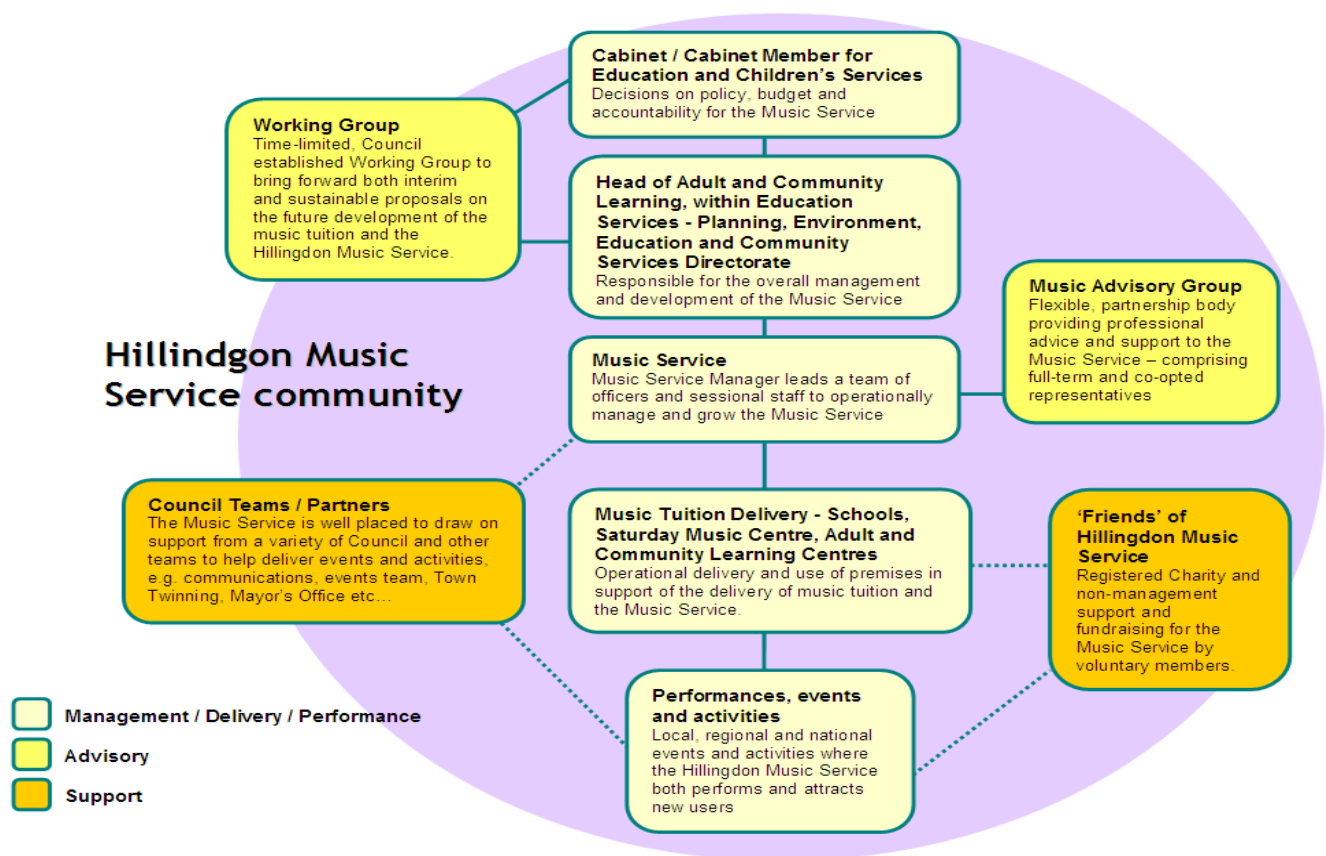 Cabinet / Cabinet Member for
Education and Children's Services
Decisions on policy, budget and
accountability for the Music Service
Working Group
Time-limited, Council
established Working Group to
bring forward both interim
and sustainable proposals on
the future development of the
music tuition and the
Hillingdon Music Service.
Head of Adult and Community
Learning, within Education
Services - Planning, Environment,
Education and Community
Services Directorate
Responsible for the overall management
and development of the Music Service
Music Advisory Group
Flexible, partnership body
providing professional
advice and support to the
Music Service – comprising
full-term and co-opted
representatives
Hillindgon Music
Service community
Music Service
Music Service Manager leads a team of
officers and sessional staff to operationally
manage and grow the Music Service
Council Teams / Partners
The Music Service is well placed to draw on
support from a variety of Council and other
teams to help deliver events and activities,
e.g. communications, events team, Town
Twinning, Mayor's Office etc...
Music Tuition Delivery - Schools,
Saturday Music Centre, Adult and
Community Learning Centres
Operational delivery and use of premises in
support of the delivery of music tuition and
the Music Service.
'Friends' of
Hillingdon Music
Service
Registered Charity and
non-management
support and
fundraising for the
Music Service by
voluntary members.
Performances, events
and activities
Local, regional and national
events and activities where
the Hillingdon Music Service
both performs and attracts
new users
Management / Delivery / Performance
Advisory
Support